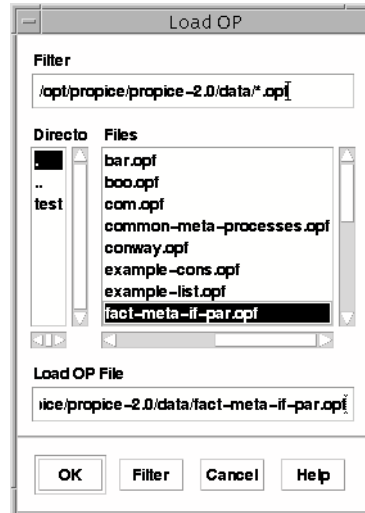 Load OP
Filter
/opt/propice/propice-2.0/data/*.opf
Directo Files
.
..
test
bar.opf
boo.opf
com.opf
common-meta-processes.opf
conway.opf
example-cons.opf
example-list.opf
fact-meta-if-par.opf
Load OP File
ice/propice-2.0/data/fact-meta-if-par.opf
OK Filter Cancel Help